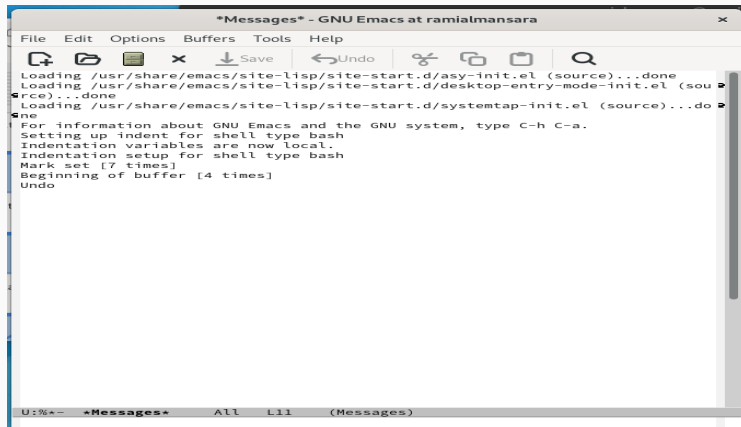 *Messages* - GNU Emacs at ramialmansara
File Edit Options Buffers Tools Help
Save Undo
Loading /usr/share/emacs/site-lisp/site-start.d/asy-init.el (source)...done
Loading /usr/share/emacs/site-lisp/site-start.d/desktop-entry-mode-init.el (sou
rce)...done
Loading /usr/share/emacs/site-lisp/site-start.d/systemtap-init.el (source)...do
ne
For information about GNU Emacs and the GNU system, type C-h C-a.
Setting up indent for shell type bash
Indentation variables are now local.
Indentation setup for shell type bash
Mark set [7 times]
Beginning of buffer [4 times]
Undo
U:%*- *Messages* All L11 (Messages)